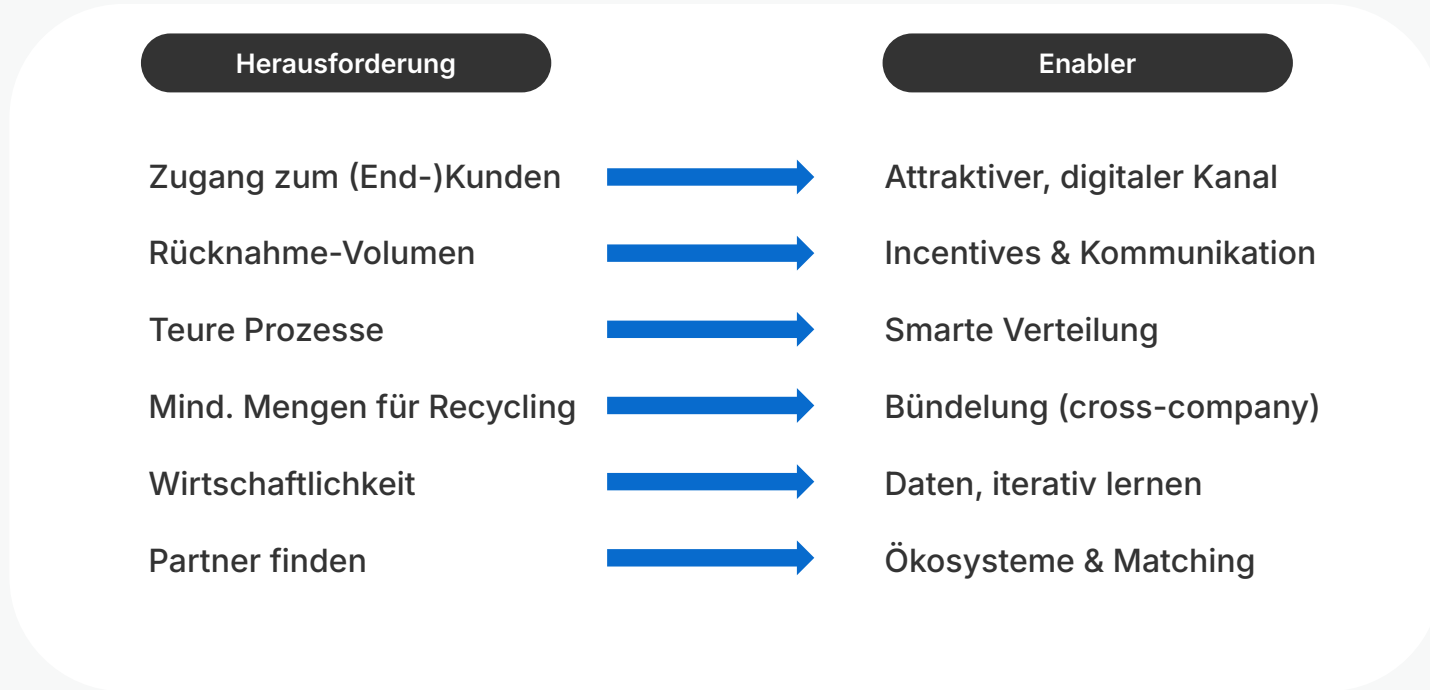 Herausforderung
Enabler
Zugang zum (End-)Kunden
Attraktiver, digitaler Kanal
Rücknahme-Volumen
Incentives & Kommunikation
Teure Prozesse
Smarte Verteilung
Mind. Mengen für Recycling
Bündelung (cross-company)
Wirtschaftlichkeit
Daten, iterativ lernen
Partner finden
Ökosysteme & Matching